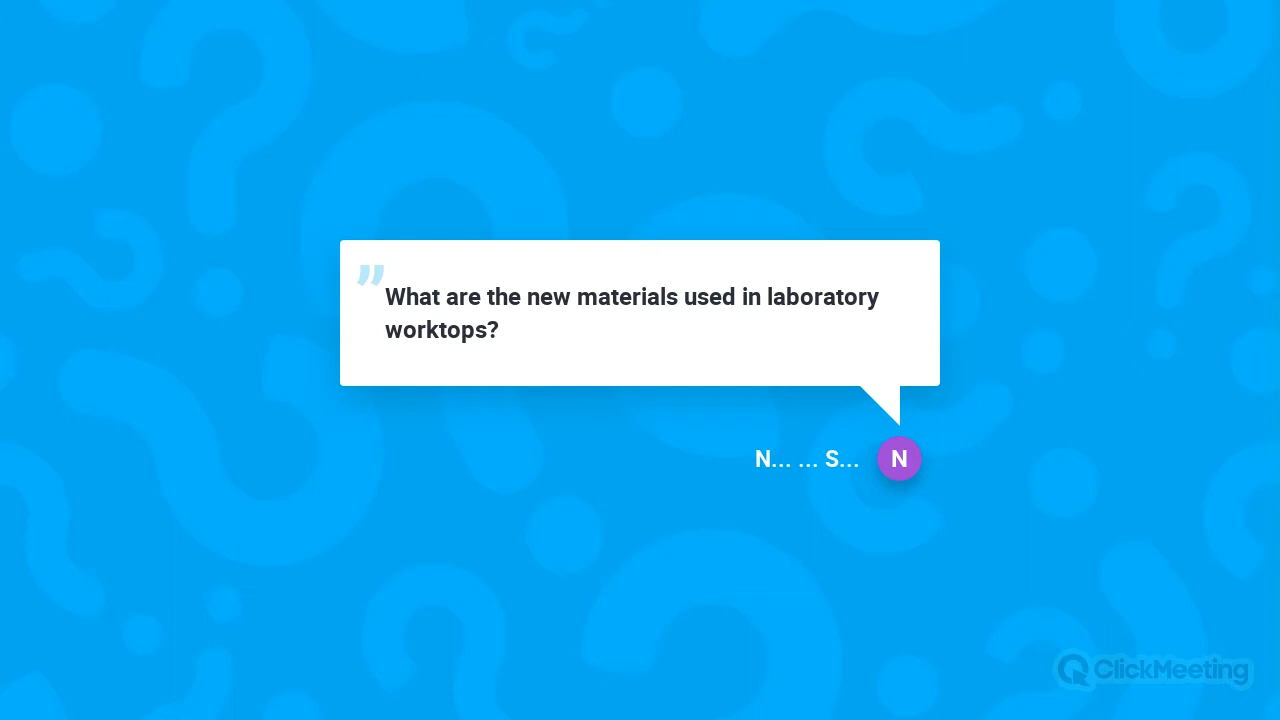 What are the new materials used in laboratory
worktops?
N... ... S...
N
ClickMeeting